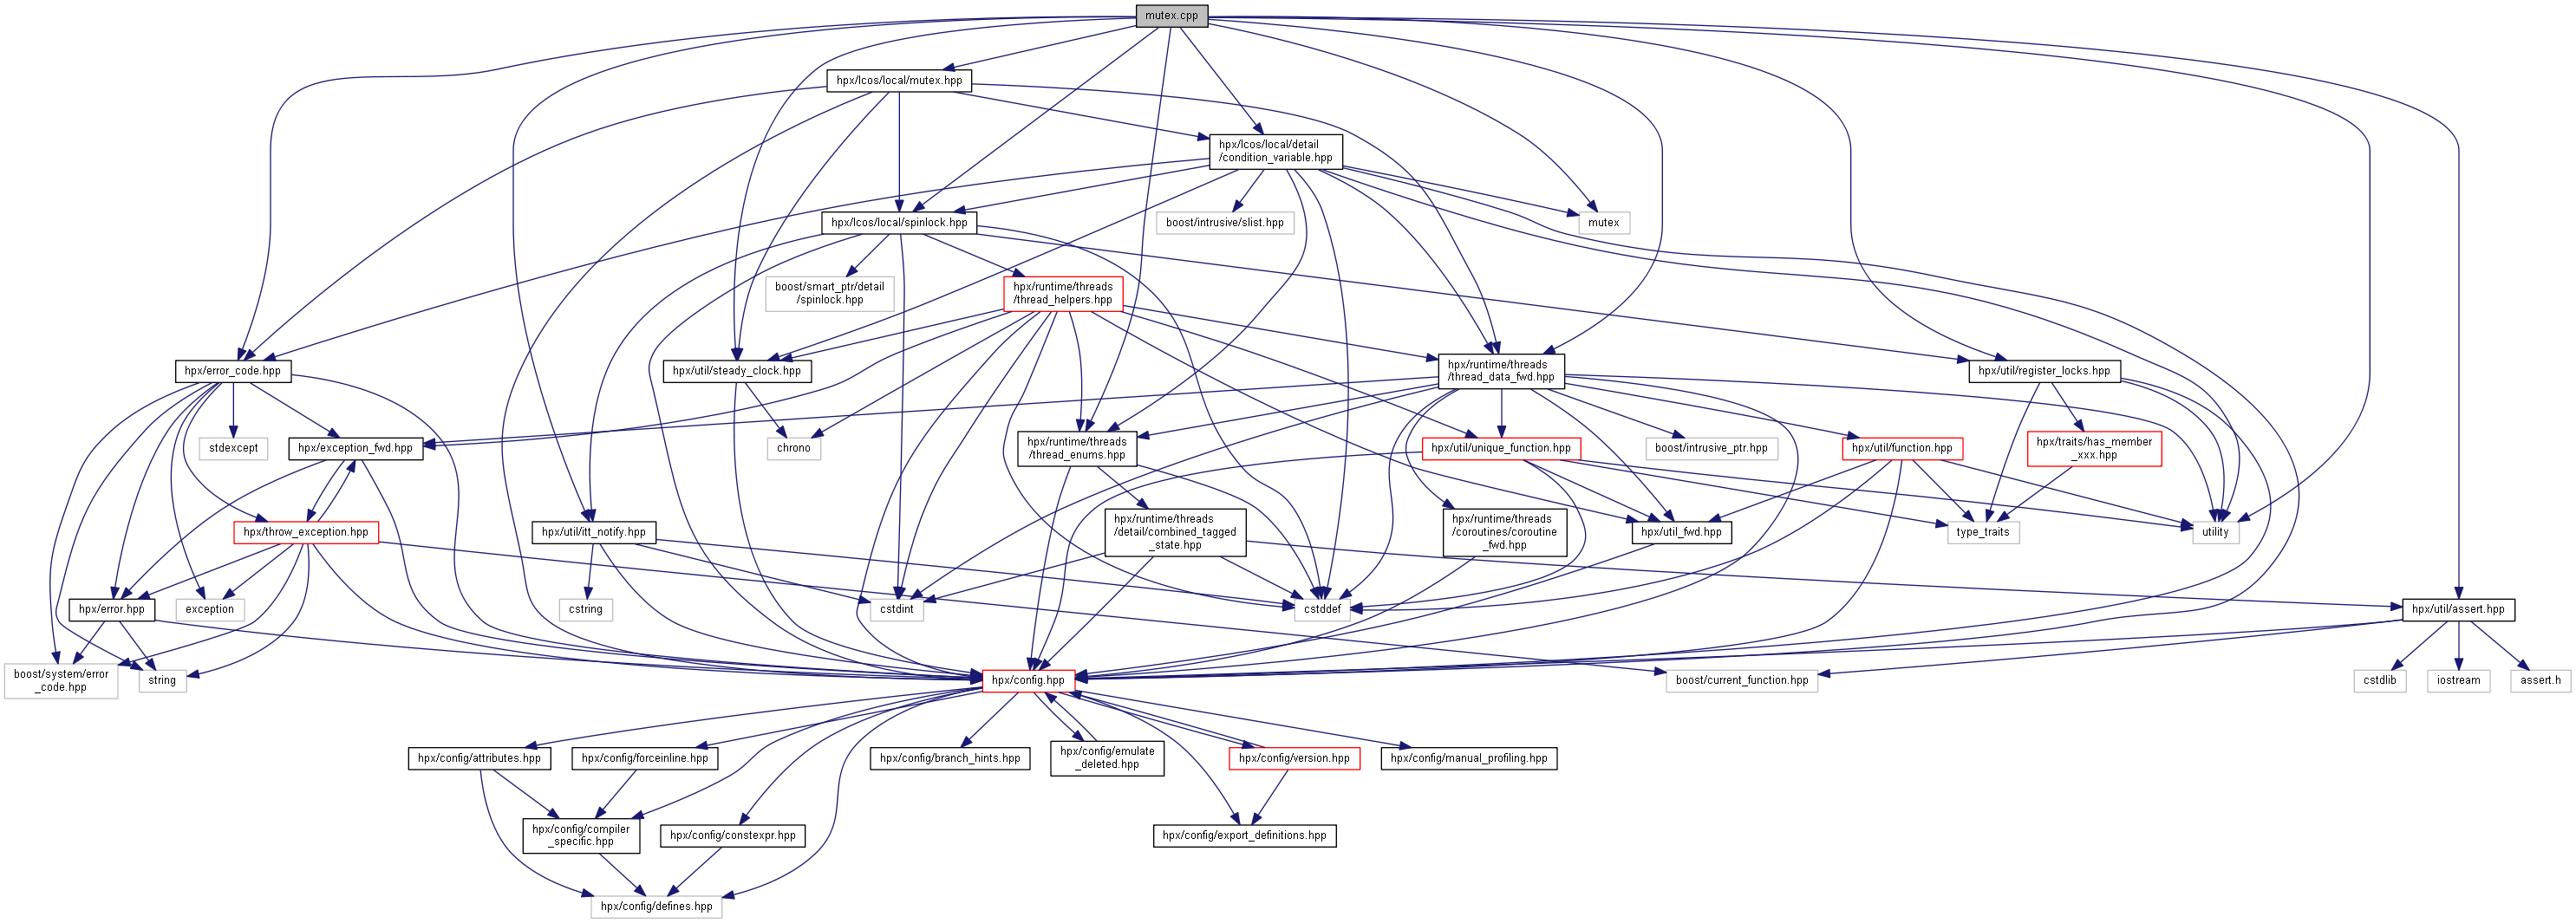 mutex.cpp
hpx/lcos/local/mutex.hpp
hpx/lcos/local/detail
/condition_variable.hpp
hpx/lcos/local/spinlock.hpp
boost/intrusive/slist.hpp
mutex
boost/smart_ptr/detail
/spinlock.hpp
hpx/runtime/threads
/thread_helpers.hpp
hpx/error_code.hpp
hpx/util/steady_clock.hpp
hpx/runtime/threads
/thread_data_fwd.hpp
hpx/util/register_locks.hpp
stdexcept
hpx/exception_fwd.hpp
chrono
hpx/runtime/threads
/thread_enums.hpp
hpx/util/unique_function.hpp
boost/intrusive_ptr.hpp
hpx/util/function.hpp
hpx/traits/has_member
_xxx.hpp
hpx/throw_exception.hpp
hpx/util/itt_notify.hpp
hpx/runtime/threads
/detail/combined_tagged
_state.hpp
hpx/runtime/threads
/coroutines/coroutine
_fwd.hpp
hpx/util_fwd.hpp
type_traits
utility
hpx/error.hpp
exception
cstring
cstdint
cstddef
hpx/util/assert.hpp
boost/system/error
_code.hpp
string
hpx/config.hpp
boost/current_function.hpp
cstdlib
iostream
assert.h
hpx/config/attributes.hpp
hpx/config/forceinline.hpp
hpx/config/branch_hints.hpp
hpx/config/emulate
_deleted.hpp
hpx/config/version.hpp
hpx/config/manual_profiling.hpp
hpx/config/compiler
_specific.hpp
hpx/config/constexpr.hpp
hpx/config/export_definitions.hpp
hpx/config/defines.hpp